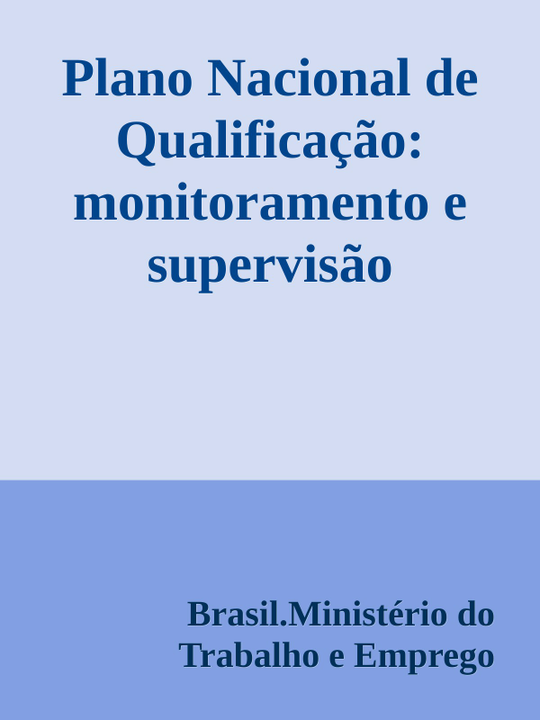 Plano Nacional de
Qualificação:
monitoramento e
supervisão
Brasil.Ministério do
Trabalho e Emprego